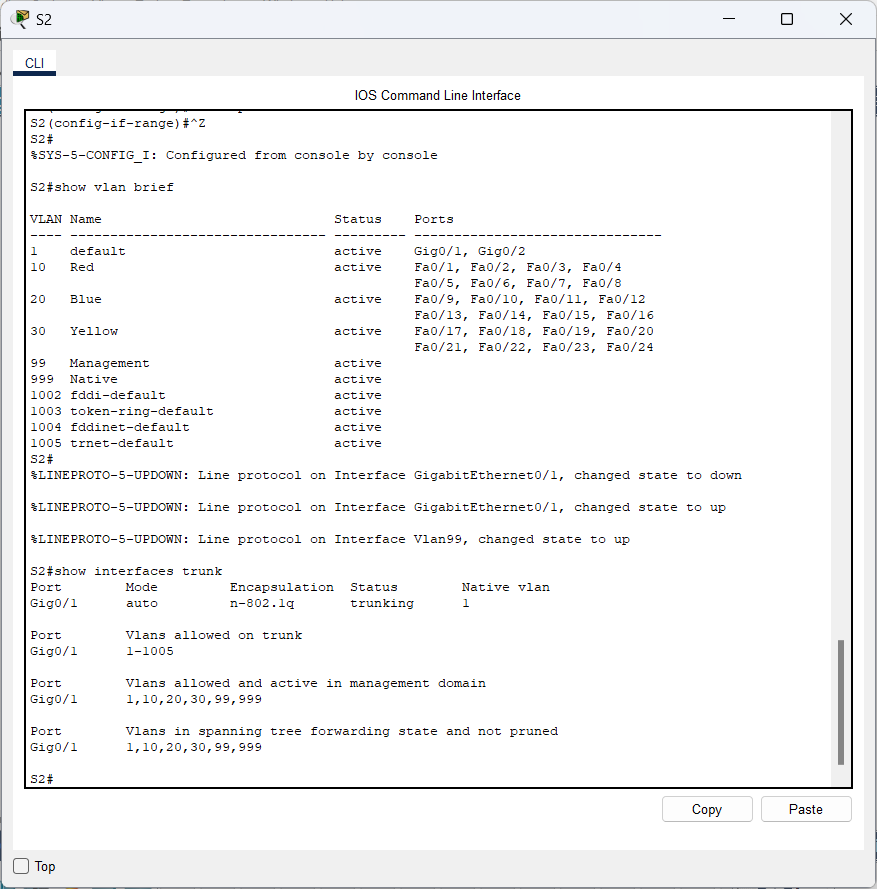 S2
CLI
IOS Command Line Interface
S2(config-if-range)#^Z
S2#
%SYS-5-CONFIG_I: Configured from console by console
S2#show vlan brief
VLAN Name                             Status    Ports
---- -------------------------------- --------- -------------------------------
1    default                          active    Gig0/1, Gig0/2
10   Red                              active    Fa0/1, Fa0/2, Fa0/3, Fa0/4
                                                Fa0/5, Fa0/6, Fa0/7, Fa0/8
20   Blue                             active    Fa0/9, Fa0/10, Fa0/11, Fa0/12
                                                Fa0/13, Fa0/14, Fa0/15, Fa0/16
30   Yellow                           active    Fa0/17, Fa0/18, Fa0/19, Fa0/20
                                                Fa0/21, Fa0/22, Fa0/23, Fa0/24
99   Management                       active
999  Native                           active
1002 fddi-default                     active
1003 token-ring-default               active
1004 fddinet-default                  active
1005 trnet-default                    active
S2#
%LINEPROTO-5-UPDOWN: Line protocol on Interface GigabitEthernet0/1, changed state to down
%LINEPROTO-5-UPDOWN: Line protocol on Interface GigabitEthernet0/1, changed state to up
%LINEPROTO-5-UPDOWN: Line protocol on Interface Vlan99, changed state to up
S2#show interfaces trunk
Port        Mode         Encapsulation  Status        Native vlan
Gig0/1      auto         n-802.1q       trunking      1
Port        Vlans allowed on trunk
Gig0/1      1-1005
Port        Vlans allowed and active in management domain
Gig0/1      1,10,20,30,99,999
Port        Vlans in spanning tree forwarding state and not pruned
Gig0/1      1,10,20,30,99,999
S2#
Copy
Paste
Top